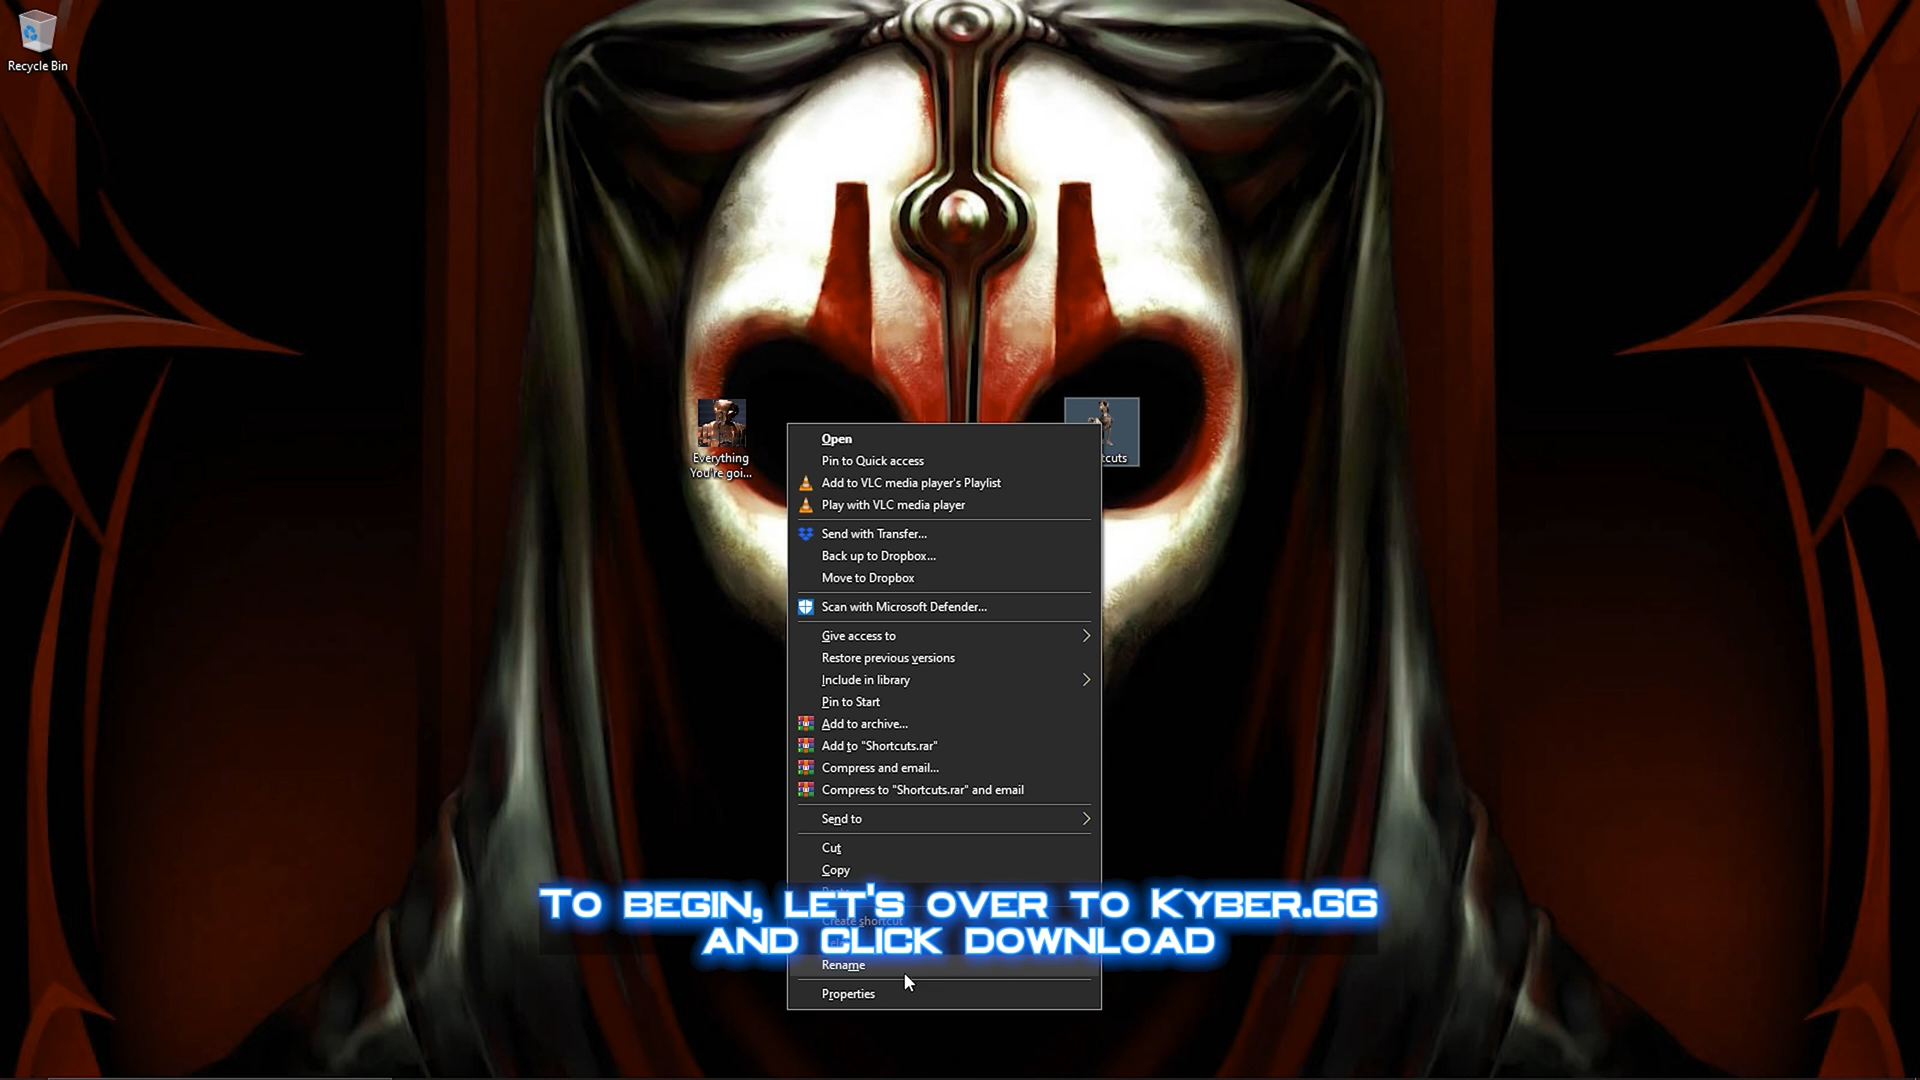 Recycle Bin
Everything
You're goi...
tcuts
Open
Pin to Quick access
Add to VLC media player's Playlist
Play with VLC media player
Send with Transfer...
Back up to Dropbox...
Move to Dropbox
Scan with Microsoft Defender...
Give access to
Restore previous versions
Include in library
Pin to Start
Add to archive...
Add to "Shortcuts.rar"
Compress and email...
Compress to "Shortcuts.rar" and email
Send to
Cut
Copy
To begin, let's over to Kyber.GG
Create shortcut
and click download
Rename
Properties